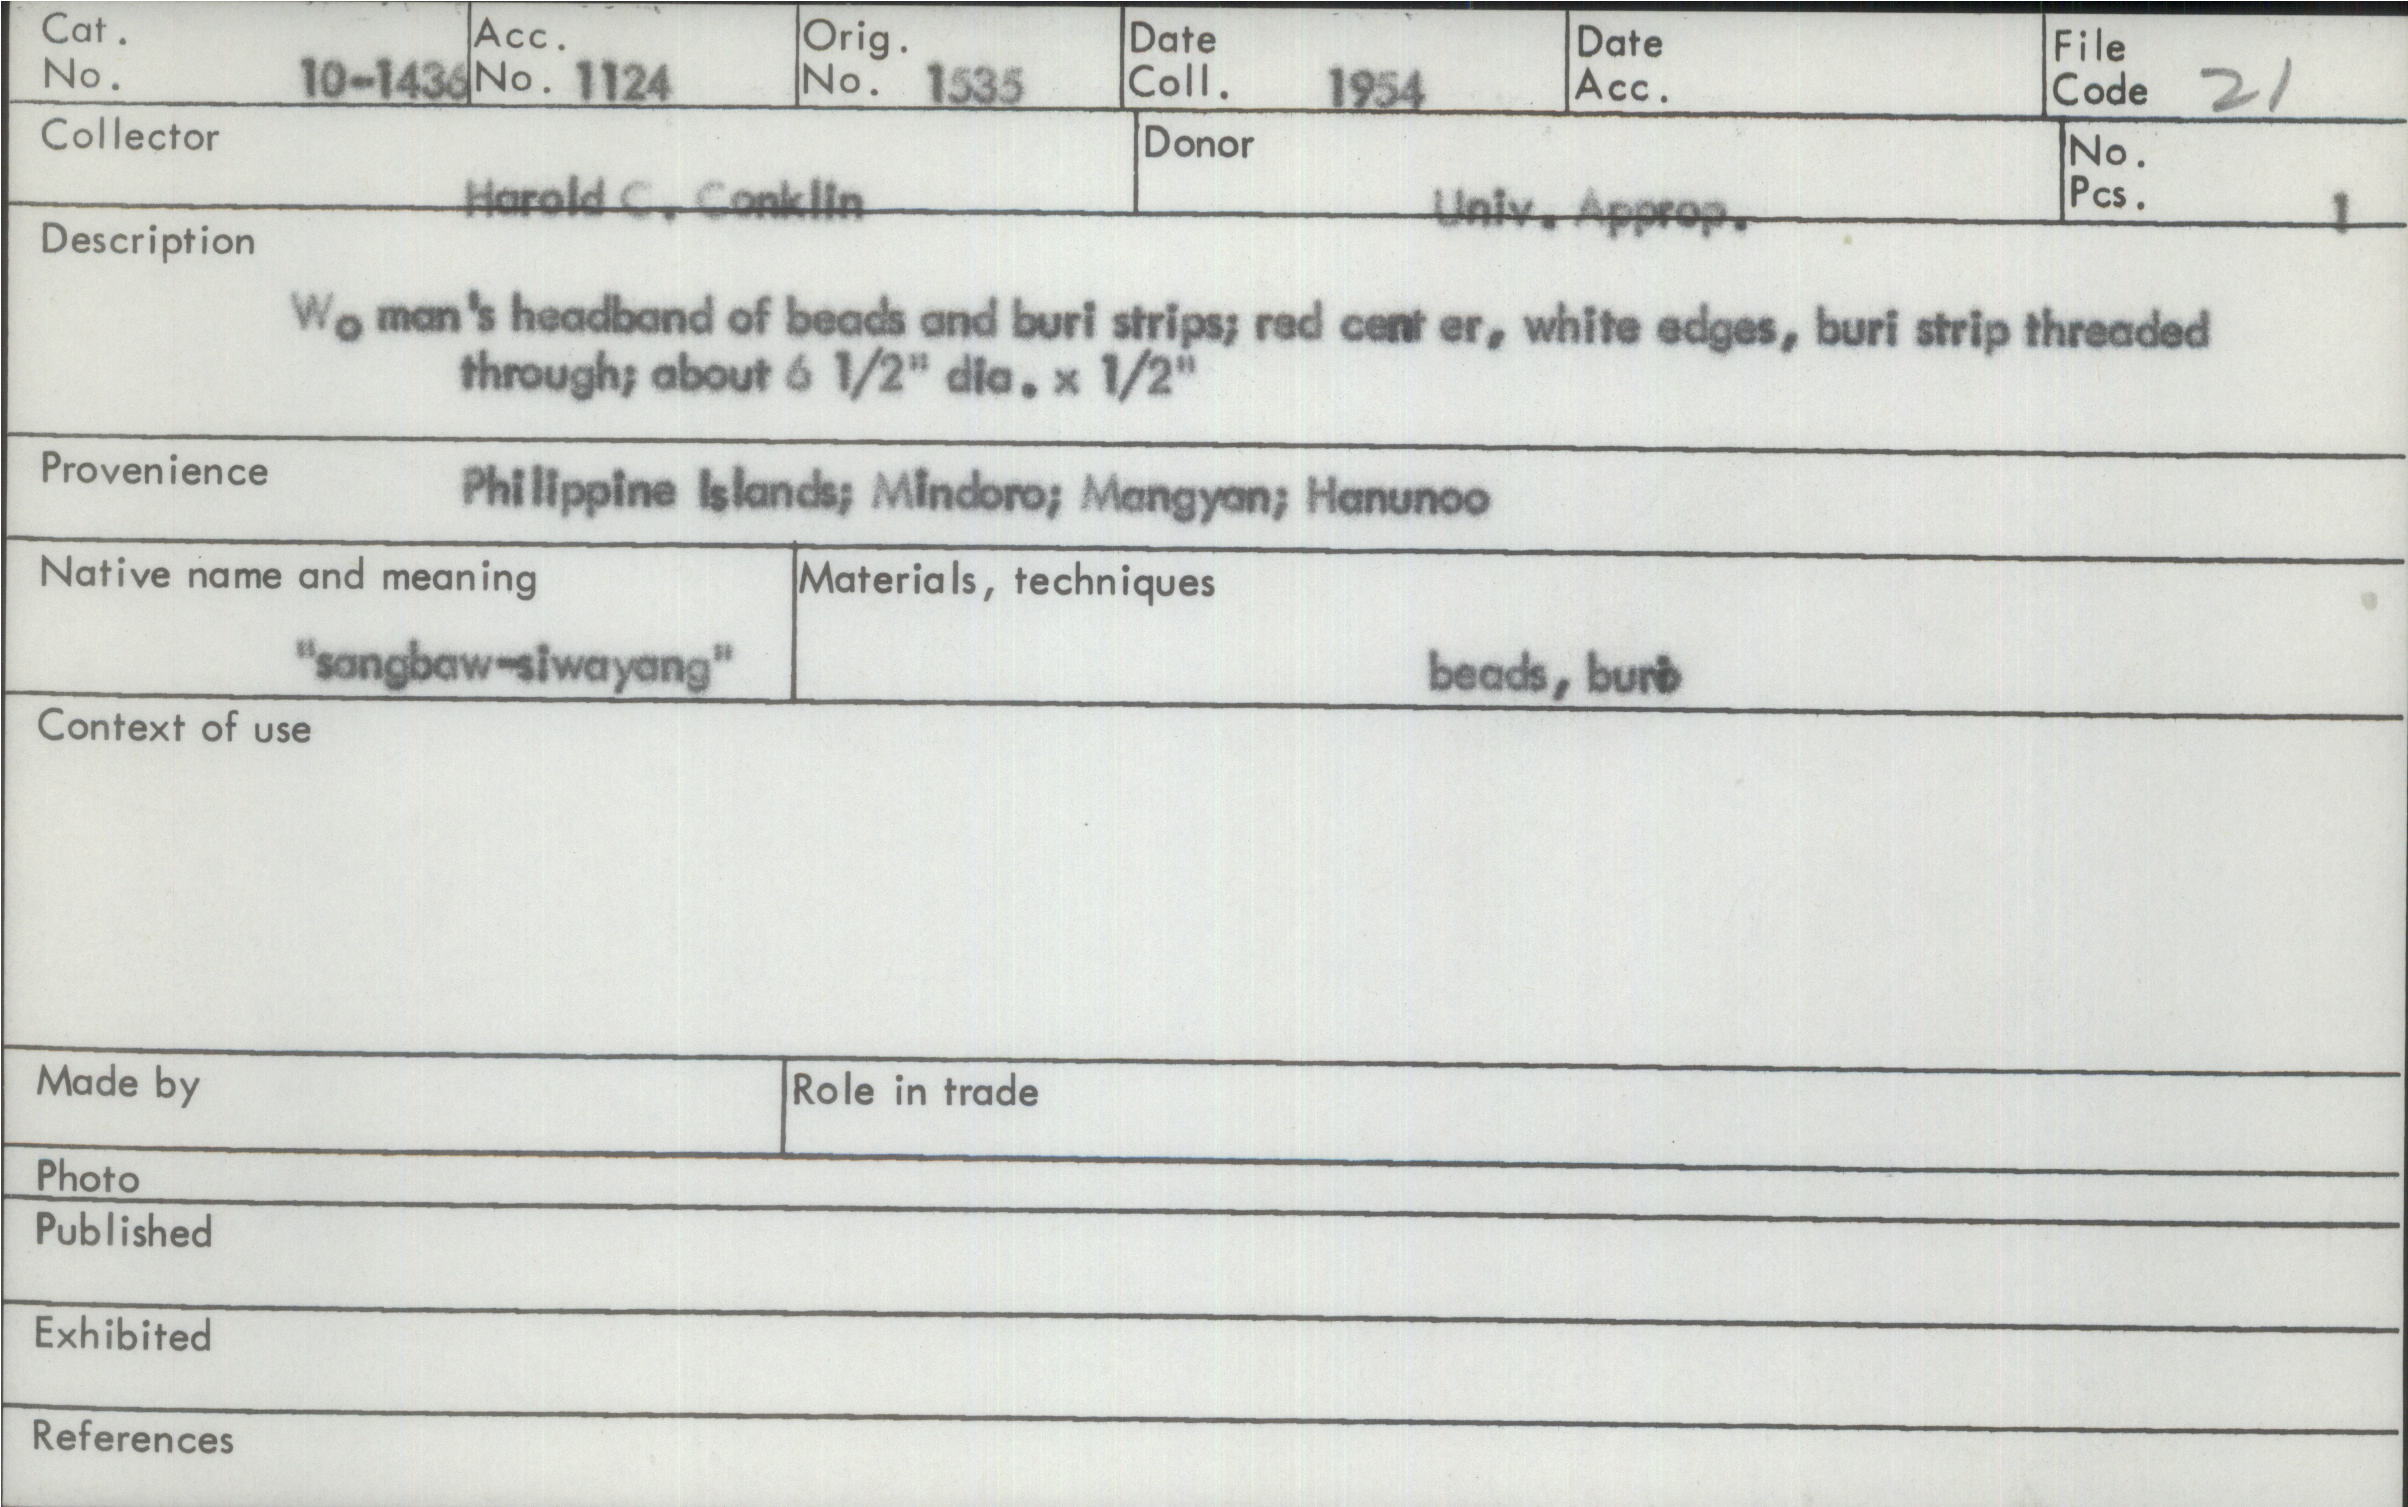 Cat. No. 10-1436 Acc. No. 1124 Orig. No. 1535 Date Coll. 1954 Date Acc. File Code 21
Collector Harold C. Conklin Donor Univ. Approp. No. Pcs. 1
Description
Wo man's headband of beads and buri strips; red cent er, white edges, buri strip threaded
through; about 6 1/2" dia. x 1/2"
Provenience Philippine Islands; Mindoro; Mangyan; Hanunoo
Native name and meaning Materials, techniques
"sangbaw-siwayang" beads, buri
Context of use
Made by Role in trade
Photo
Published
Exhibited
References